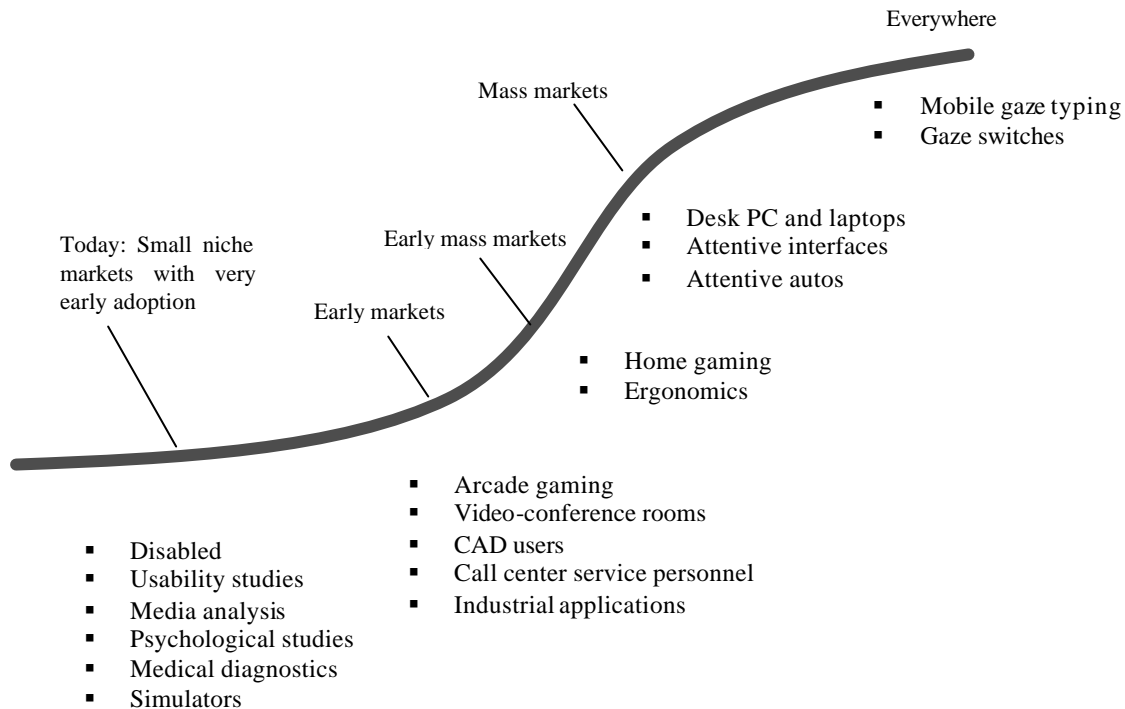 Everywhere
Mass markets
▪ Mobile gaze typing
▪ Gaze switches
Early mass markets
▪ Desk PC and laptops
▪ Attentive interfaces
▪ Attentive autos
Today: Small niche
markets with very
early adoption
Early markets
▪ Home gaming
▪ Ergonomics
▪ Arcade gaming
▪ Video-conference rooms
▪ CAD users
▪ Call center service personnel
▪ Industrial applications
▪ Disabled
▪ Usability studies
▪ Media analysis
▪ Psychological studies
▪ Medical diagnostics
▪ Simulators